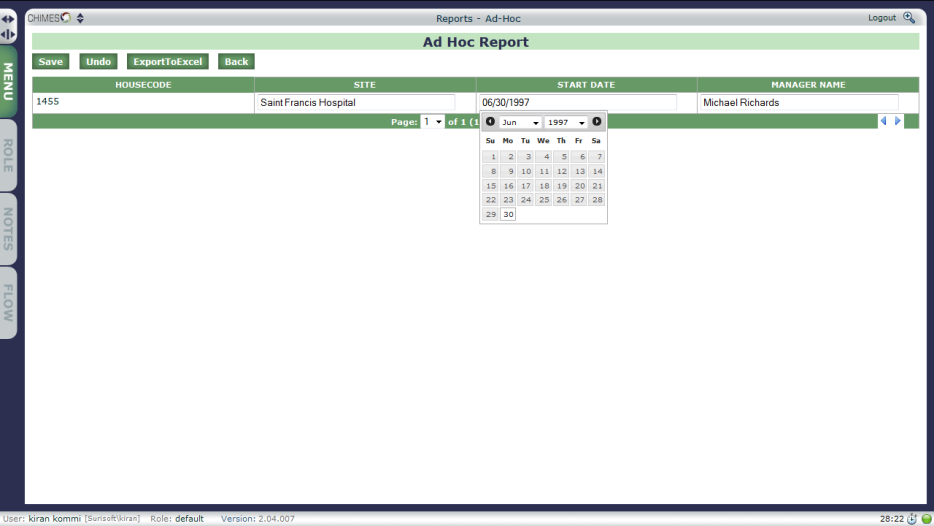 CHIMES Reports - Ad-Hoc Logout
Ad Hoc Report
Save Undo ExportToExcel Back
HOUSECODE SITE START DATE MANAGER NAME
1455 Saint Francis Hospital 06/30/1997 Michael Richards
Page: 1 of 1 (1
Jun 1997
Su Mo Tu We Th Fr Sa
1 2 3 4 5 6 7
8 9 10 11 12 13 14
15 16 17 18 19 20 21
22 23 24 25 26 27 28
29 30
MENU
ROLE
NOTES
FLOW
User: kiran kommi [Sunsoft\kiran] Role: default Version: 2.04.007 28:22